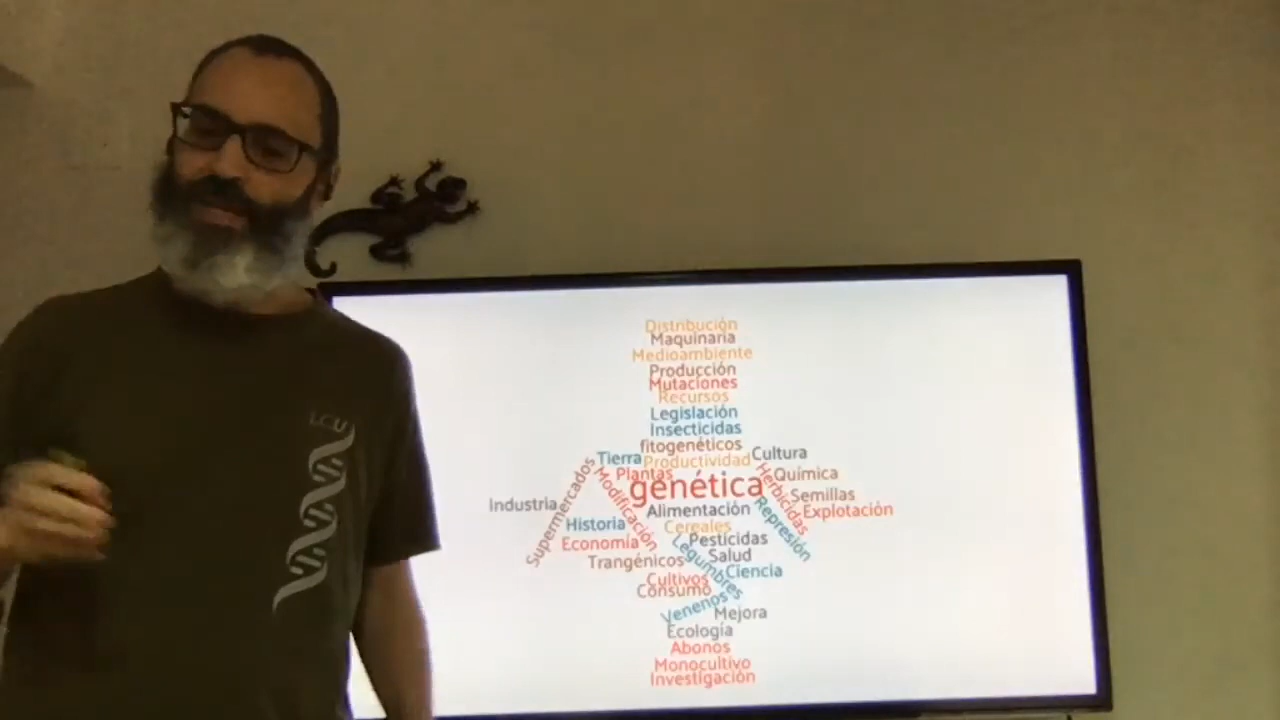 LCU
Distribución
Maquinaria
Medioambiente
Producción
Mutaciones
Recursos
Legislación
Insecticidas
fitogenéticos
Cultura
Tierra
Productividad
Plantas
Química
genética
Supermercados
Modificación
Herbicidas
Semillas
Industria
Alimentación
Represión
Explotación
Historia
Cereales
Economía
Pesticidas
Legumbres
Trangénicos
Salud
Ciencia
Cultivos
Consumo
Venenos
Mejora
Ecología
Abonos
Monocultivo
Investigación